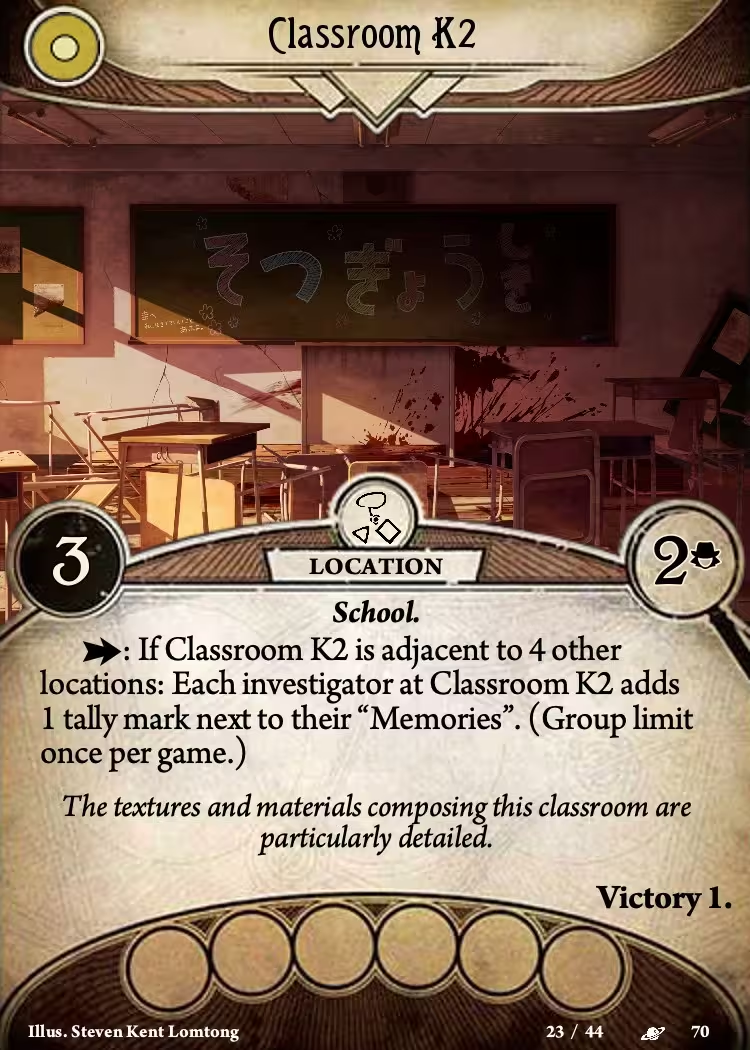 Classroom K2
そつぎょうしき
3
LOCATION
2
School.
: If Classroom K2 is adjacent to 4 other
locations: Each investigator at Classroom K2 adds
1 tally mark next to their “Memories”. (Group limit
once per game.)
The textures and materials composing this classroom are
particularly detailed.
Victory 1.
Illus. Steven Kent Lomtong
23 / 44
70